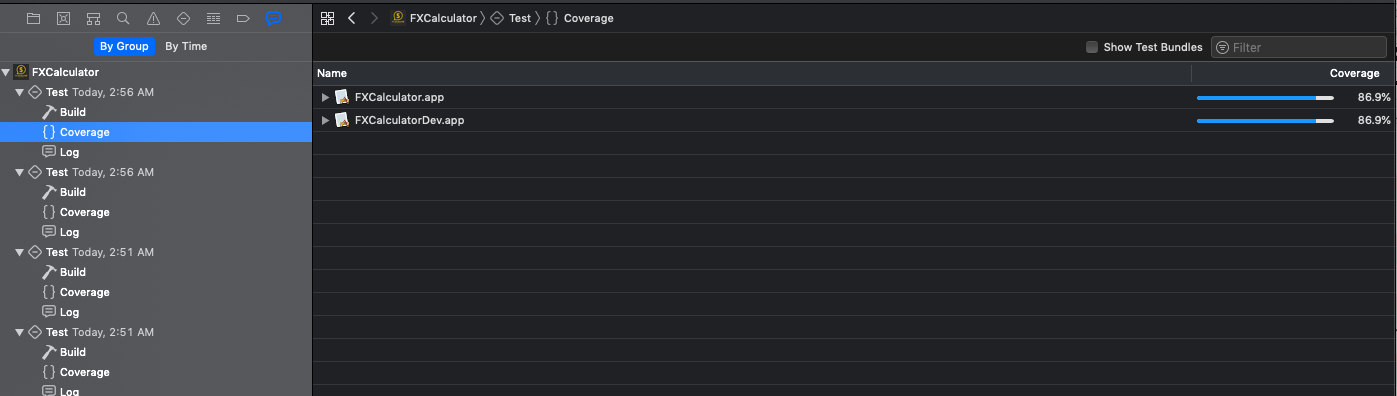 FXCalculator Test Coverage
By Group By Time
Show Test Bundles Filter
FXCalculator
Test Today, 2:56 AM
Build
Coverage
Log
Test Today, 2:56 AM
Build
Coverage
Log
Test Today, 2:51 AM
Build
Coverage
Log
Test Today, 2:51 AM
Build
Coverage
Log
Name Coverage
FXCalculator.app 86.9%
FXCalculatorDev.app 86.9%